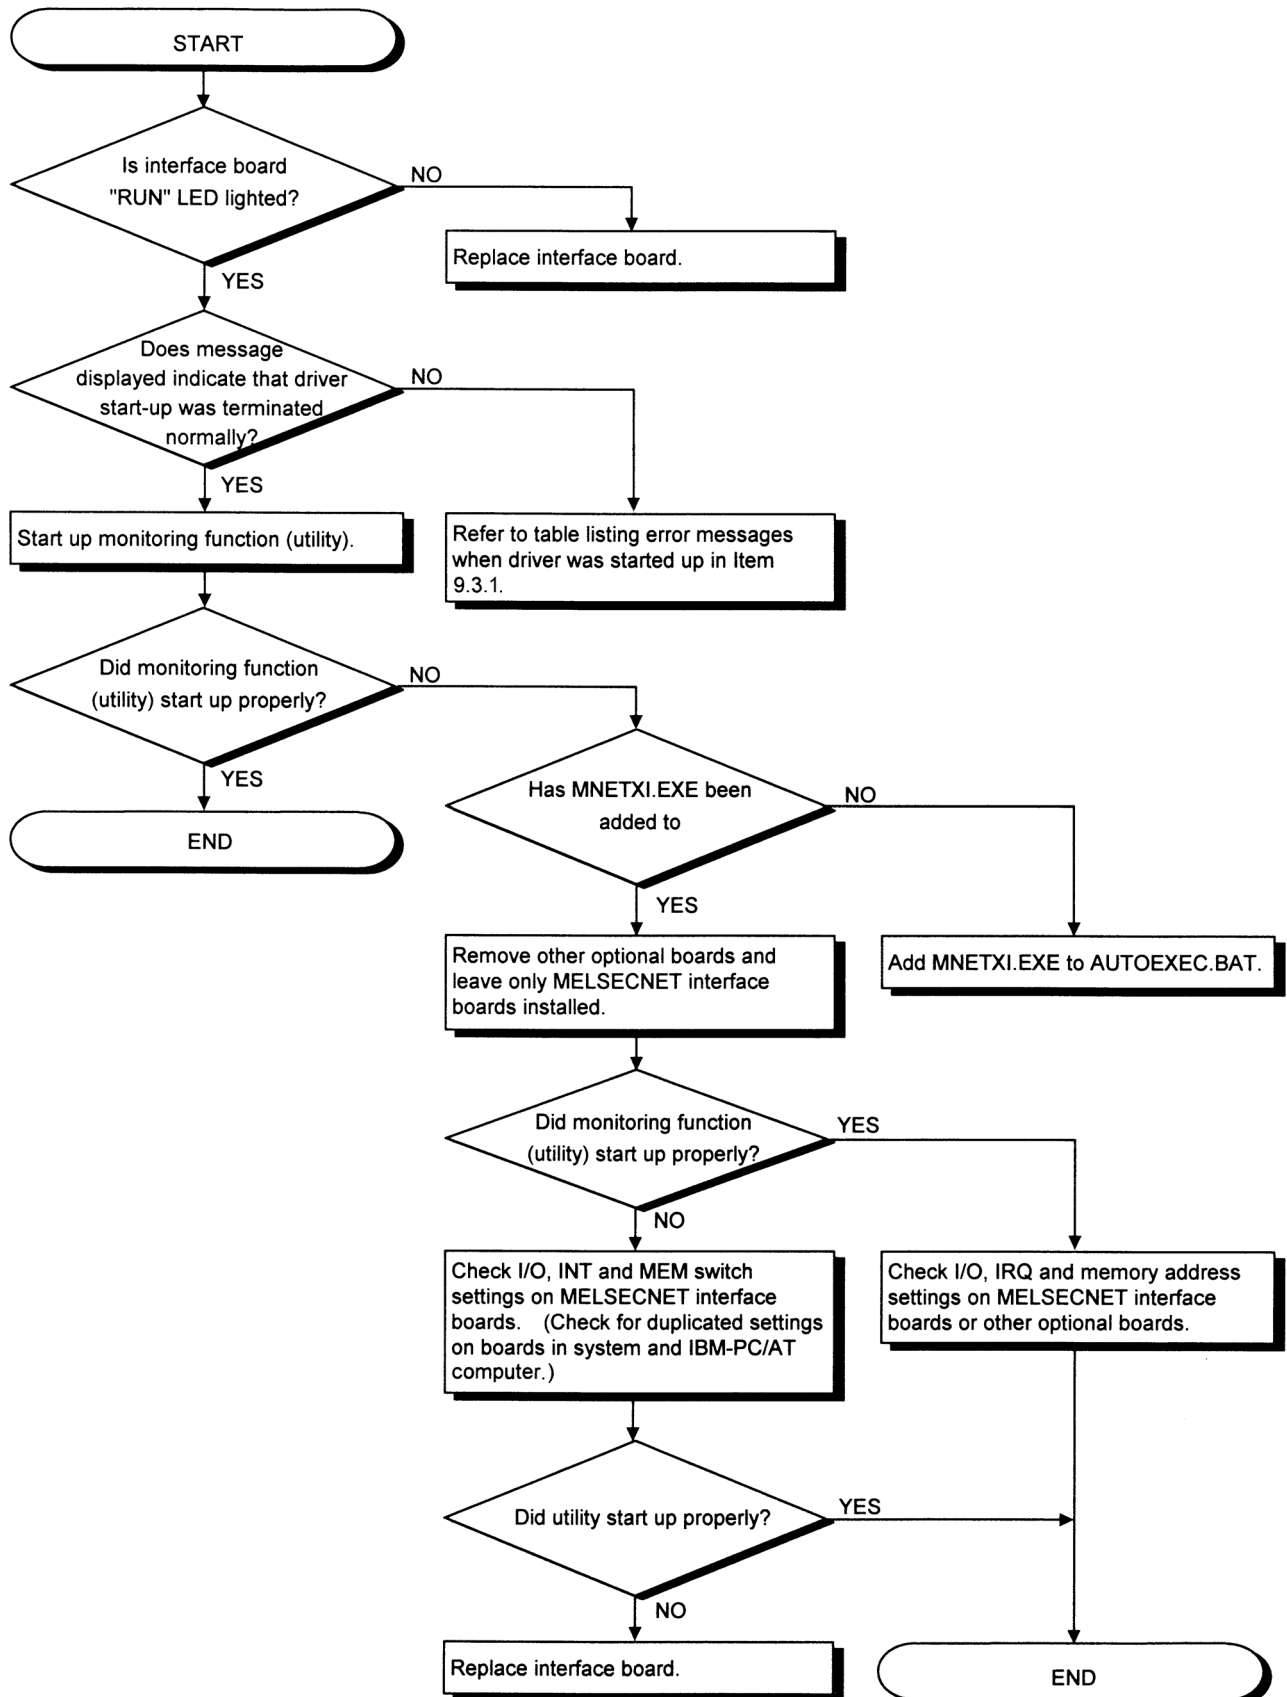 START
Is interface board
"RUN" LED lighted?
NO
Replace interface board.
YES
Does message
displayed indicate that driver
start-up was terminated
normally?
NO
YES
Start up monitoring function (utility).
Refer to table listing error messages
when driver was started up in Item
9.3.1.
Did monitoring function
(utility) start up properly?
NO
YES
END
Has MNETXI.EXE been
added to
NO
YES
Remove other optional boards and
leave only MELSECNET interface
boards installed.
Add MNETXI.EXE to AUTOEXEC.BAT.
Did monitoring function
(utility) start up properly?
YES
NO
Check I/O, INT and MEM switch
settings on MELSECNET interface
boards. (Check for duplicated settings
on boards in system and IBM-PC/AT
computer.)
Check I/O, IRQ and memory address
settings on MELSECNET interface
boards or other optional boards.
Did utility start up properly?
YES
NO
Replace interface board.
END